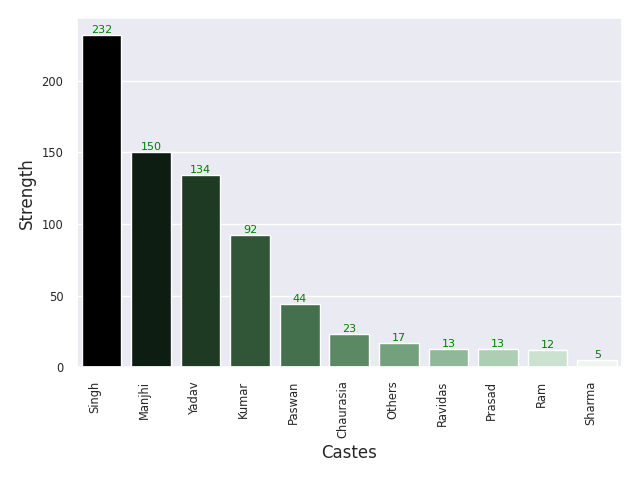 232
200
150
150
134
Strength
100
92
50
44
23
17
13
13
12
5
0
Singh
Manjhi
Yadav
Kumar
Paswan
Chaurasia
Others
Ravidas
Prasad
Ram
Sharma
Castes